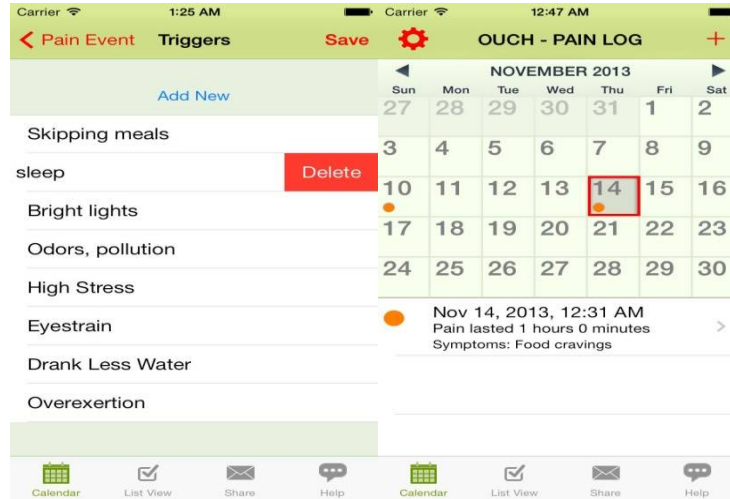 Carrier 1:25 AM
Pain Event Triggers Save
Add New
Skipping meals
sleep Delete
Bright lights
Odors, pollution
High Stress
Eyestrain
Drank Less Water
Overexertion
Calendar List View Share Help
Carrier 12:47 AM
OUCH - PAIN LOG +
NOVEMBER 2013
Sun Mon Tue Wed Thu Fri Sat
27 28 29 30 31 1 2
3 4 5 6 7 8 9
10 11 12 13 14 15 16
17 18 19 20 21 22 23
24 25 26 27 28 29 30
Nov 14, 2013, 12:31 AM
Pain lasted 1 hours 0 minutes
Symptoms: Food cravings
Calendar List View Share Help